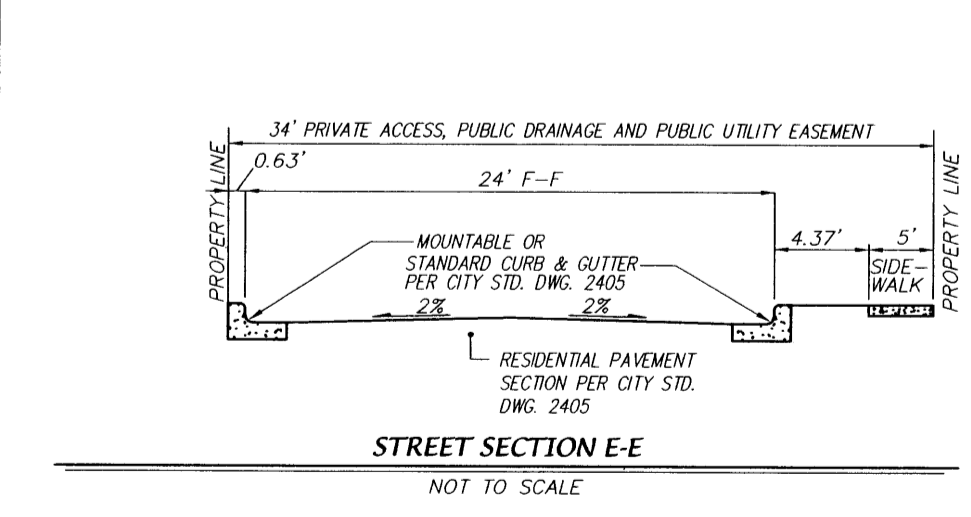 34' PRIVATE ACCESS, PUBLIC DRAINAGE AND PUBLIC UTILITY EASEMENT
PROPERTY LINE
0.63'
24' F-F
4.37'
5'
SIDE-
WALK
PROPERTY LINE
MOUNTABLE OR
STANDARD CURB & GUTTER
PER CITY STD. DWG. 2405
2%
2%
RESIDENTIAL PAVEMENT
SECTION PER CITY STD.
DWG. 2405
STREET SECTION E-E
NOT TO SCALE